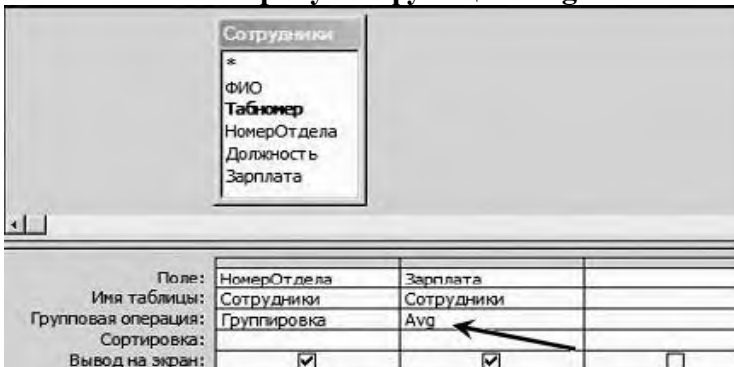 Сотрудники
*
ФИО
Табномер
НомерОтдела
Должность
Зарплата
Поле: НомерОтдела Зарплата
Имя таблицы: Сотрудники Сотрудники
Групповая операция: Группировка Avg
Сортировка:
Вывод на экран: